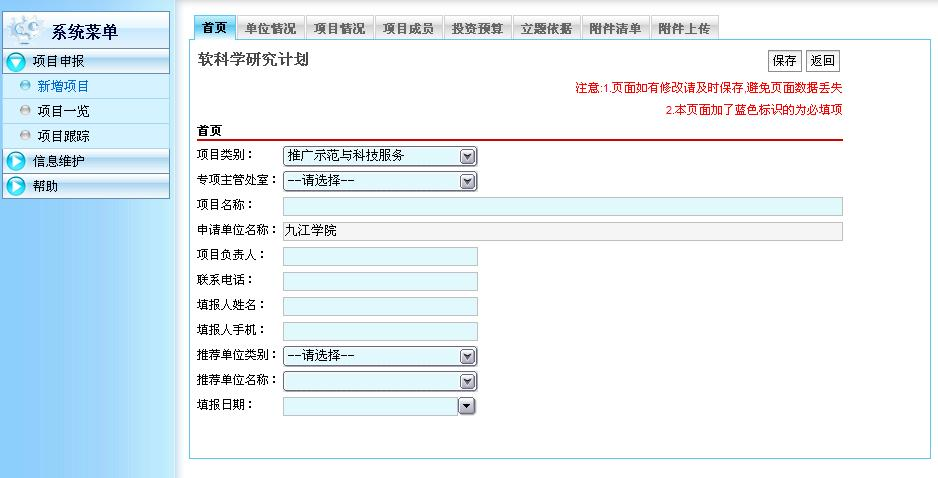 系统菜单
项目申报
新增项目
项目一览
项目跟踪
信息维护
帮助
首页 单位情况 项目情况 项目成员 投资预算 立题依据 附件清单 附件上传
软科学研究计划
保存 返回
注意:1.页面如有修改请及时保存,避免页面数据丢失
2.本页面加了蓝色标识的为必填项
首页
项目类别： 推广示范与科技服务
专项主管处室： --请选择--
项目名称：
申请单位名称： 九江学院
项目负责人：
联系电话：
填报人姓名：
填报人手机：
推荐单位类别： --请选择--
推荐单位名称：
填报日期：